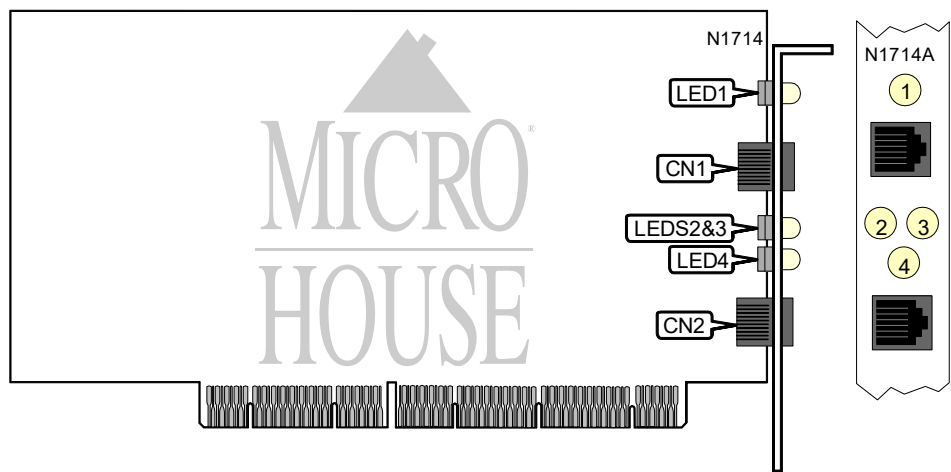 N1714
LED1
CN1
LEDS2&3
LED4
CN2
MICRO®
HOUSE
N1714A
1
2 3
4